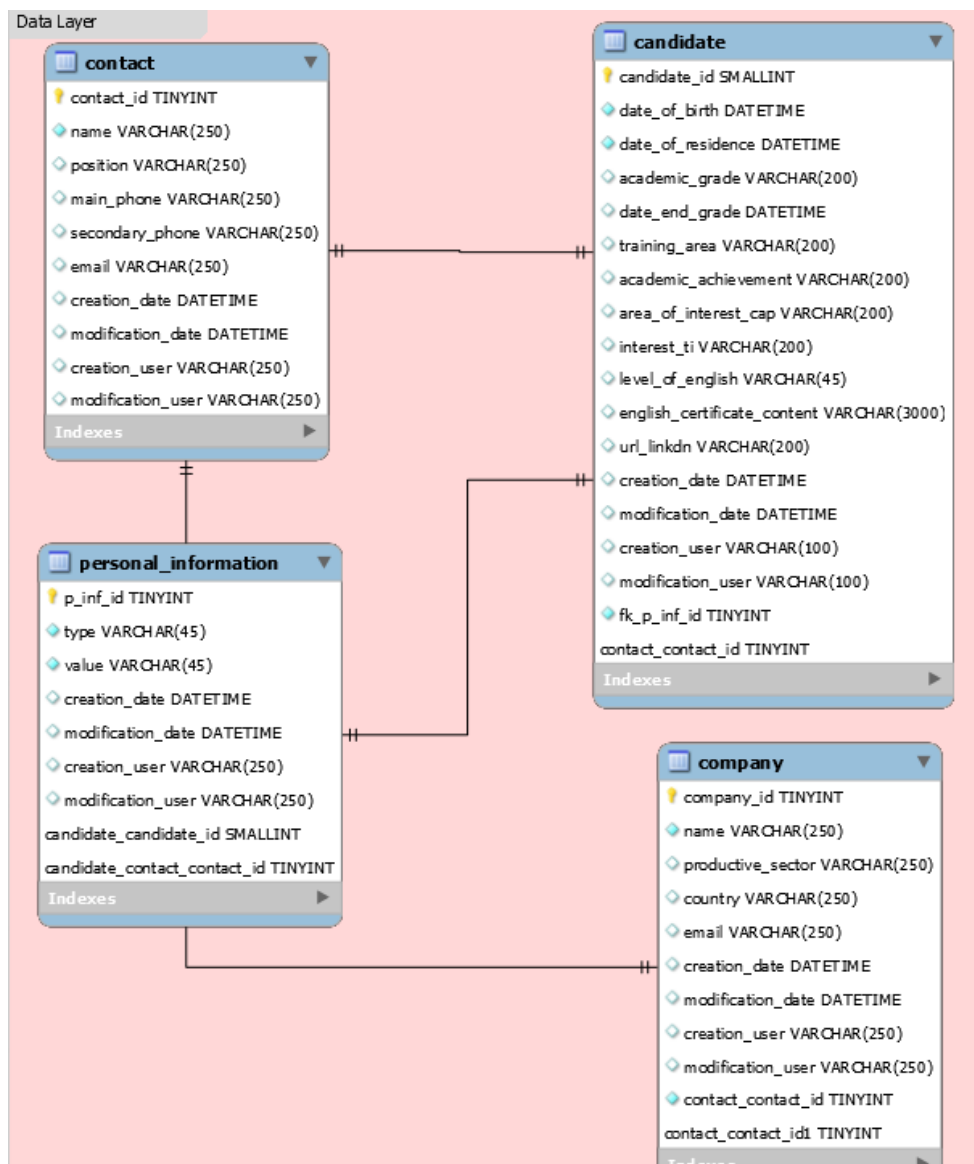 Data Layer
contact
contact_id TINYINT
name VARCHAR(250)
position VARCHAR(250)
main_phone VARCHAR(250)
secondary_phone VARCHAR(250)
email VARCHAR(250)
creation_date DATETIME
modification_date DATETIME
creation_user VARCHAR(250)
modification_user VARCHAR(250)
Indexes
candidate
candidate_id SMALLINT
date_of_birth DATETIME
date_of_residence DATETIME
academic_grade VARCHAR(200)
date_end_grade DATETIME
training_area VARCHAR(200)
academic_achievement VARCHAR(200)
area_of_interest_cap VARCHAR(200)
interest_ti VARCHAR(200)
level_of_english VARCHAR(45)
english_certificate_content VARCHAR(3000)
url_linkdn VARCHAR(200)
creation_date DATETIME
modification_date DATETIME
creation_user VARCHAR(100)
modification_user VARCHAR(100)
fk_p_inf_id TINYINT
contact_contact_id TINYINT
Indexes
personal_information
p_inf_id TINYINT
type VARCHAR(45)
value VARCHAR(45)
creation_date DATETIME
modification_date DATETIME
creation_user VARCHAR(250)
modification_user VARCHAR(250)
candidate_candidate_id SMALLINT
candidate_contact_contact_id TINYINT
Indexes
company
company_id TINYINT
name VARCHAR(250)
productive_sector VARCHAR(250)
country VARCHAR(250)
email VARCHAR(250)
creation_date DATETIME
modification_date DATETIME
creation_user VARCHAR(250)
modification_user VARCHAR(250)
contact_contact_id TINYINT
contact_contact_id1 TINYINT
Indexes